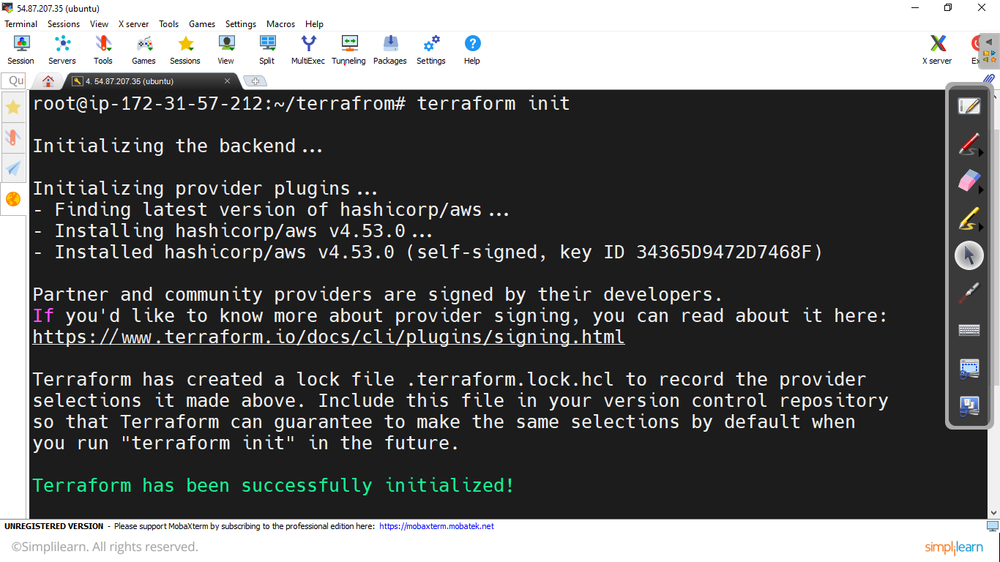 54.87.207.35 (ubuntu)
Terminal Sessions View X server Tools Games Settings Macros Help
Session Servers Tools Games Sessions View Split MultiExec Tunneling Packages Settings Help X server
Qu 4. 54.87.207.35 (ubuntu)
root@ip-172-31-57-212:~/terrafrom# terraform init
Initializing the backend...
Initializing provider plugins...
- Finding latest version of hashicorp/aws...
- Installing hashicorp/aws v4.53.0...
- Installed hashicorp/aws v4.53.0 (self-signed, key ID 34365D9472D7468F)
Partner and community providers are signed by their developers.
If you'd like to know more about provider signing, you can read about it here:
https://www.terraform.io/docs/cli/plugins/signing.html
Terraform has created a lock file .terraform.lock.hcl to record the provider
selections it made above. Include this file in your version control repository
so that Terraform can guarantee to make the same selections by default when
you run "terraform init" in the future.
Terraform has been successfully initialized!
UNREGISTERED VERSION - Please support MobaXterm by subscribing to the professional edition here: https://mobaxterm.mobatek.net
©Simplilearn. All rights reserved.
simplilearn